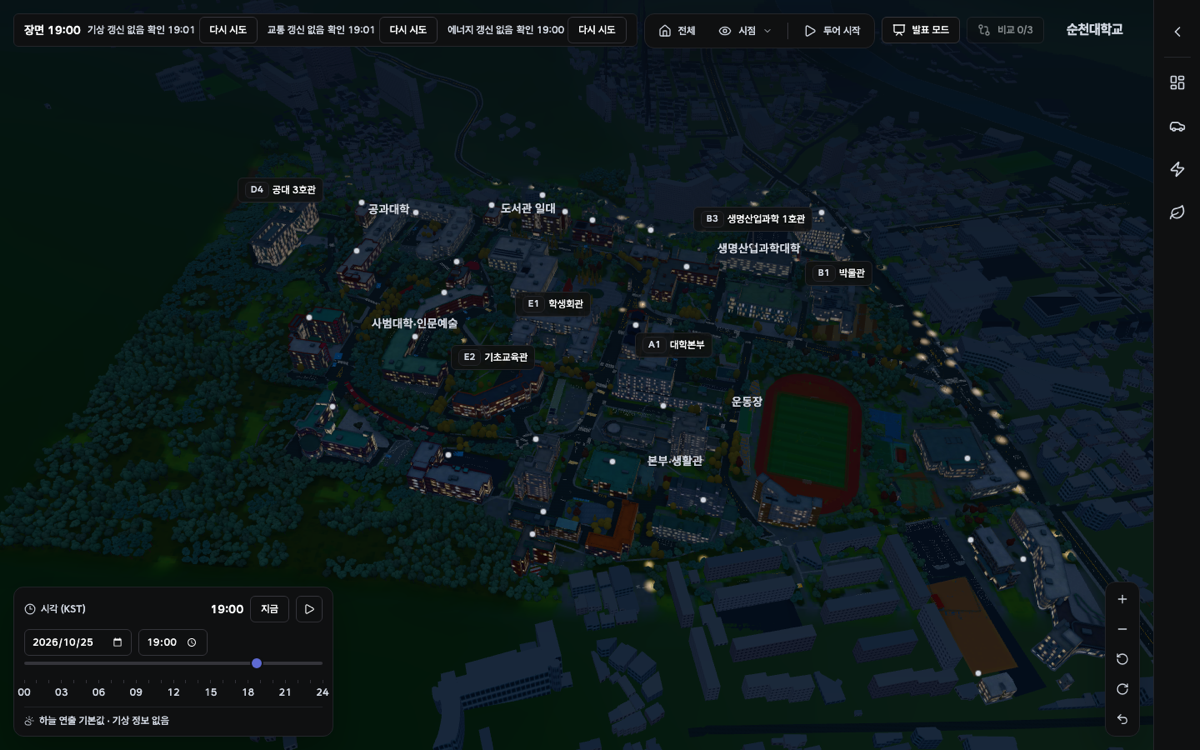 장면 19:00 기상 갱신 없음 확인 19:01 다시 시도 교통 갱신 없음 확인 19:01 다시 시도 에너지 갱신 없음 확인 19:00 다시 시도 전체 시점 투어 시작 발표 모드 비교 0/3 순천대학교
D4 공대 3호관
공과대학
도서관 일대
B3 생명산업과학 1호관
생명산업과학대학
B1 박물관
E1 학생회관
사범대학·인문예술
A1 대학본부
E2 기초교육관
운동장
본부·생활관
시각 (KST) 19:00 지금
2026/10/25 19:00
00 03 06 09 12 15 18 21 24
하늘 연출 기본값 · 기상 정보 없음